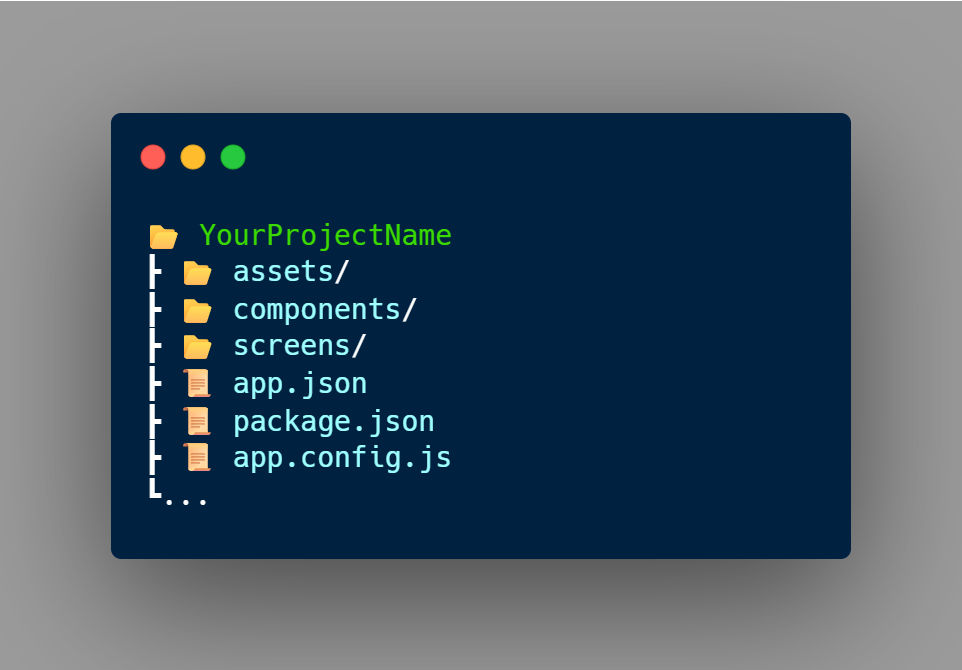 YourProjectName
assets/
components/
screens/
app.json
package.json
app.config.js
...